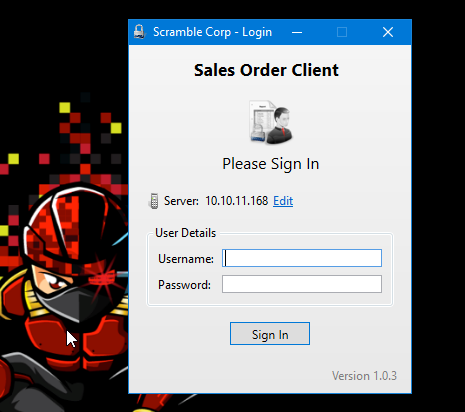 Scramble Corp - Login
Sales Order Client
Please Sign In
Server: 10.10.11.168 Edit
User Details
Username:
Password:
Sign In
Version 1.0.3